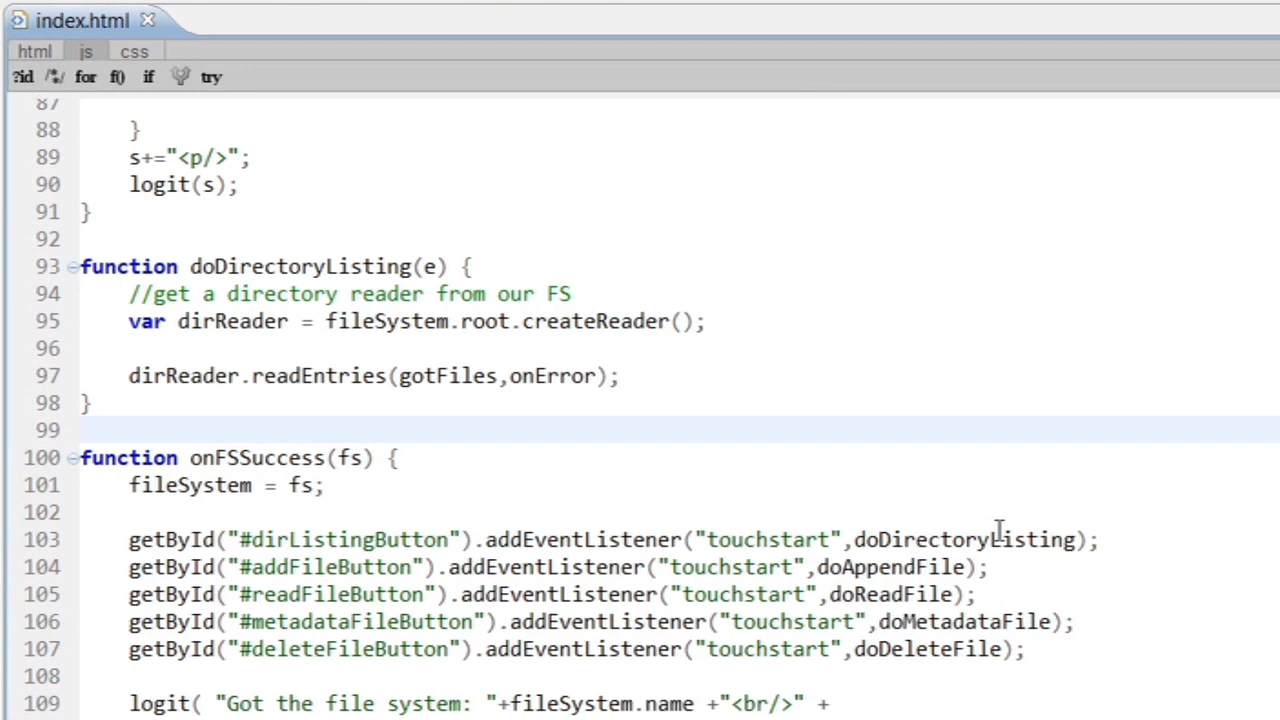 index.html
html js css
?id /*/ for f() if try
87
88 }
89 s+="<p/>";
90 logit(s);
91 }
92
93 function doDirectoryListing(e) {
94 //get a directory reader from our FS
95 var dirReader = fileSystem.root.createReader();
96
97 dirReader.readEntries(gotFiles,onError);
98 }
99
100 function onFSSuccess(fs) {
101 fileSystem = fs;
102
103 getById("#dirListingButton").addEventListener("touchstart",doDirectoryListing);
104 getById("#addFileButton").addEventListener("touchstart",doAppendFile);
105 getById("#readFileButton").addEventListener("touchstart",doReadFile);
106 getById("#metadataFileButton").addEventListener("touchstart",doMetadataFile);
107 getById("#deleteFileButton").addEventListener("touchstart",doDeleteFile);
108
109 logit( "Got the file system: "+fileSystem.name +"<br/>" +